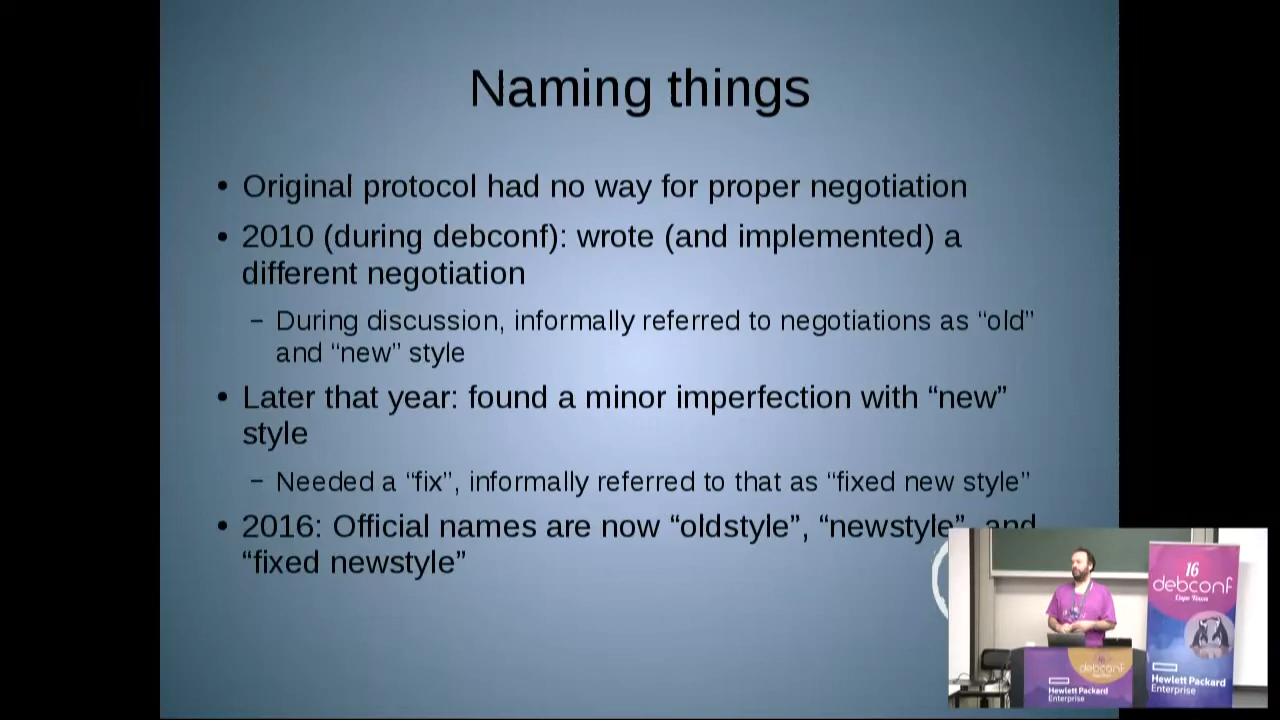 Naming things
• Original protocol had no way for proper negotiation
• 2010 (during debconf): wrote (and implemented) a
different negotiation
– During discussion, informally referred to negotiations as “old”
and “new” style
• Later that year: found a minor imperfection with “new”
style
– Needed a “fix”, informally referred to that as “fixed new style”
• 2016: Official names are now “oldstyle”, “newstyle”, and
“fixed newstyle”
16
debconf
Cape Town
Hewlett Packard
Enterprise
debconf
Hewlett Packard
Enterprise